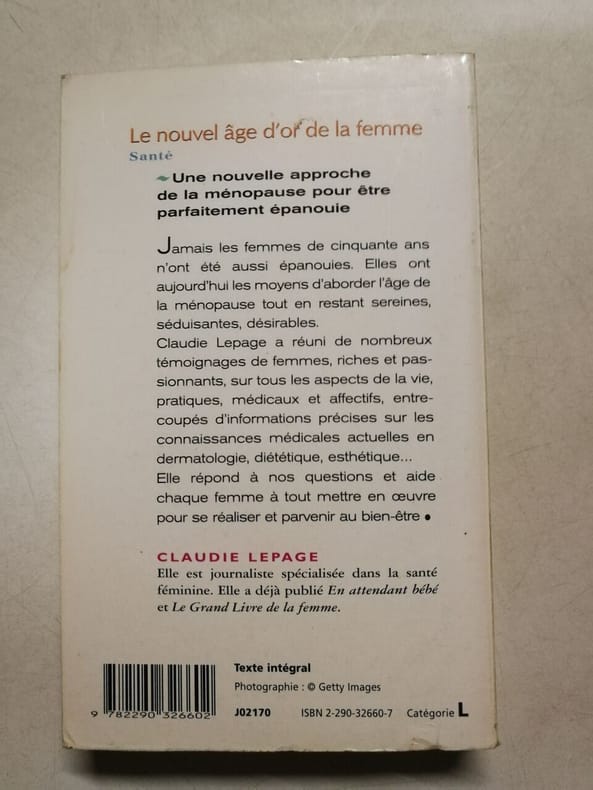 Le nouvel âge d'or de la femme
Santé
Une nouvelle approche
de la ménopause pour être
parfaitement épanouie
Jamais les femmes de cinquante ans
n'ont été aussi épanouies. Elles ont
aujourd'hui les moyens d'aborder l'âge de
la ménopause tout en restant sereines,
séduisantes, désirables.
Claudie Lepage a réuni de nombreux
témoignages de femmes, riches et pas-
sionnants, sur tous les aspects de la vie,
pratiques, médicaux et affectifs, entre-
coupés d'informations précises sur les
connaissances médicales actuelles en
dermatologie, diététique, esthétique...
Elle répond à nos questions et aide
chaque femme à tout mettre en œuvre
pour se réaliser et parvenir au bien-être •
CLAUDIE LEPAGE
Elle est journaliste spécialisée dans la santé
féminine. Elle a déjà publié En attendant bébé
et Le Grand Livre de la femme.
Texte intégral
Photographie : © Getty Images
9 782290 326602
J02170 ISBN 2-290-32660-7 Catégorie L